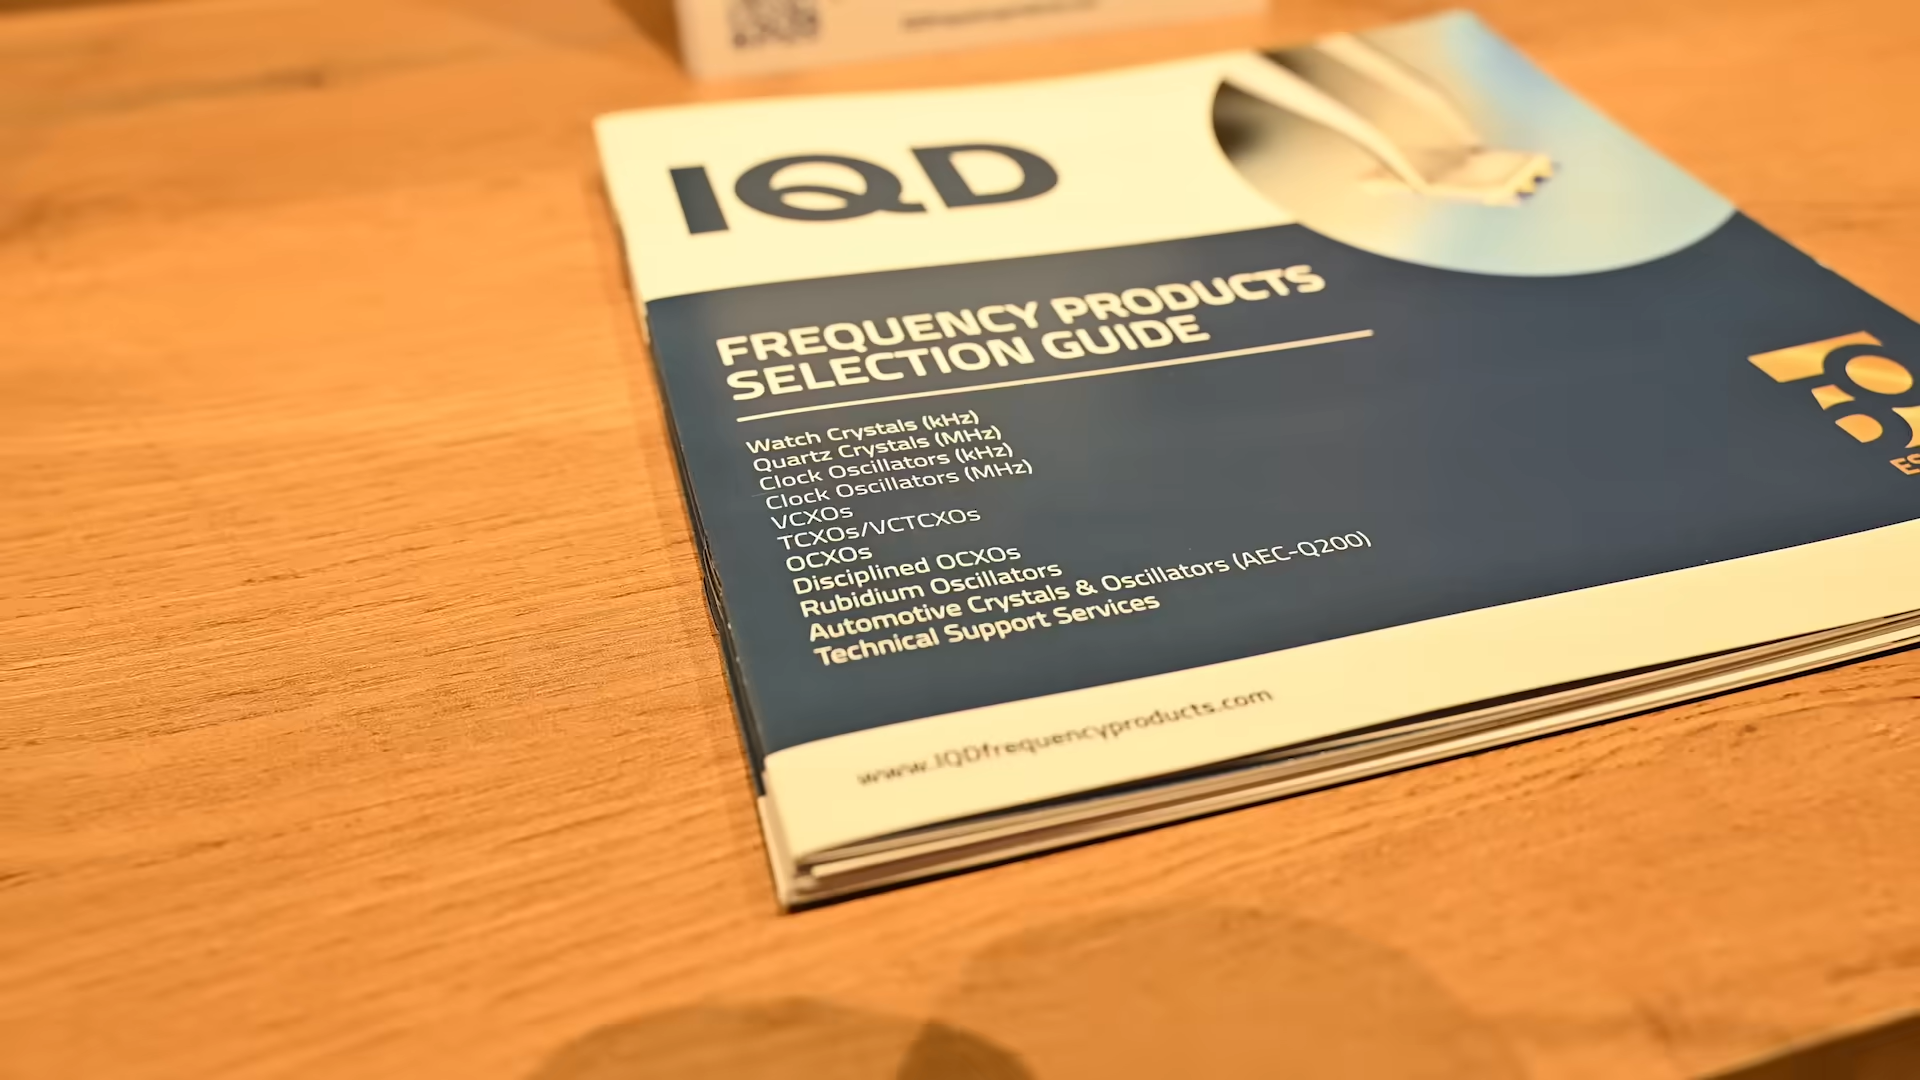 IQD
FREQUENCY PRODUCTS
SELECTION GUIDE
Watch Crystals (kHz)
Quartz Crystals (MHz)
Clock Oscillators (kHz)
Clock Oscillators (MHz)
VCXOs
TCXOs/VCTCXOs
OCXOs
Disciplined OCXOs
Rubidium Oscillators
Automotive Crystals & Oscillators (AEC-Q200)
Technical Support Services
www.IQDfrequencyproducts.com